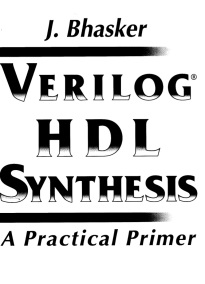 J. Bhasker
VERILOG®
HDL
SYNTHESIS
A Practical Primer